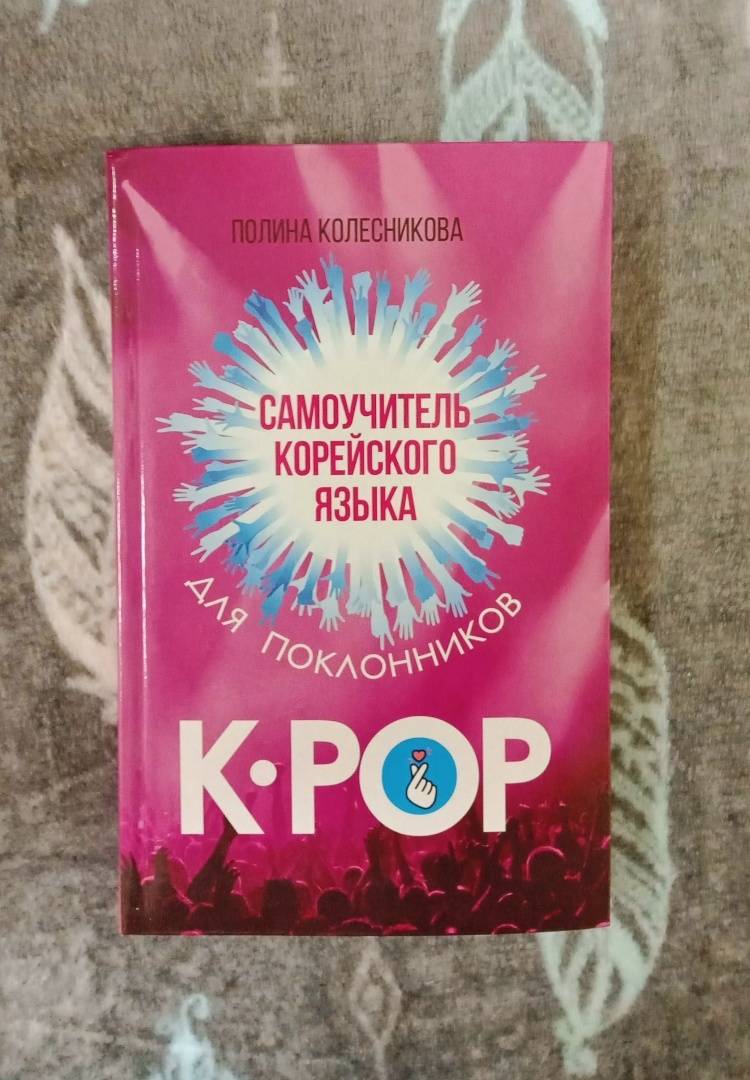 ПОЛИНА КОЛЕСНИКОВА
САМОУЧИТЕЛЬ
КОРЕЙСКОГО
ЯЗЫКА
ДЛЯ ПОКЛОННИКОВ
K·POP